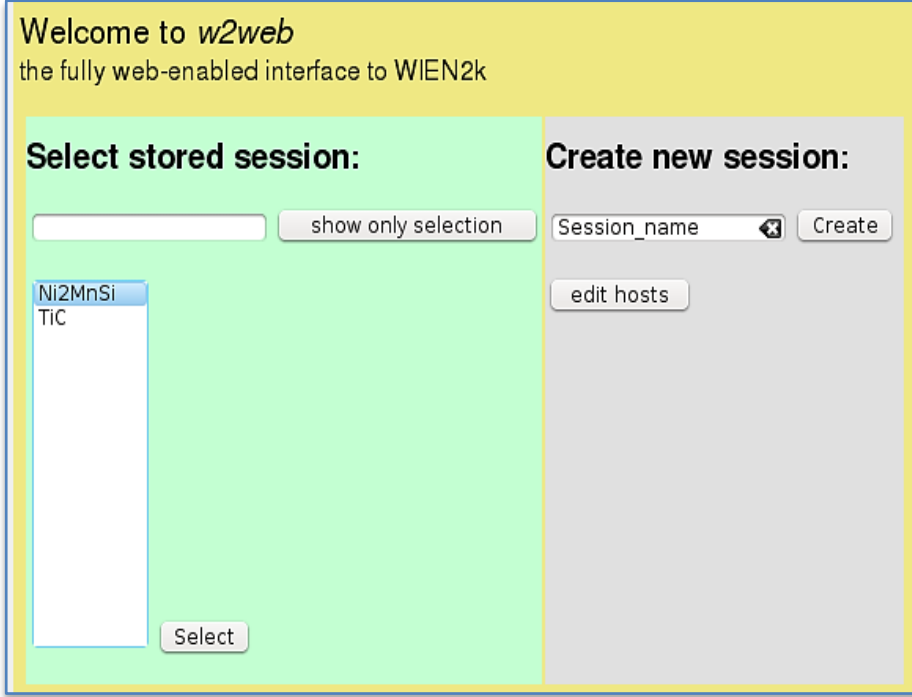 Welcome to w2web
the fully web-enabled interface to WIEN2k
Select stored session:
show only selection
Ni2MnSi
TiC
Select
Create new session:
Session_name
Create
edit hosts